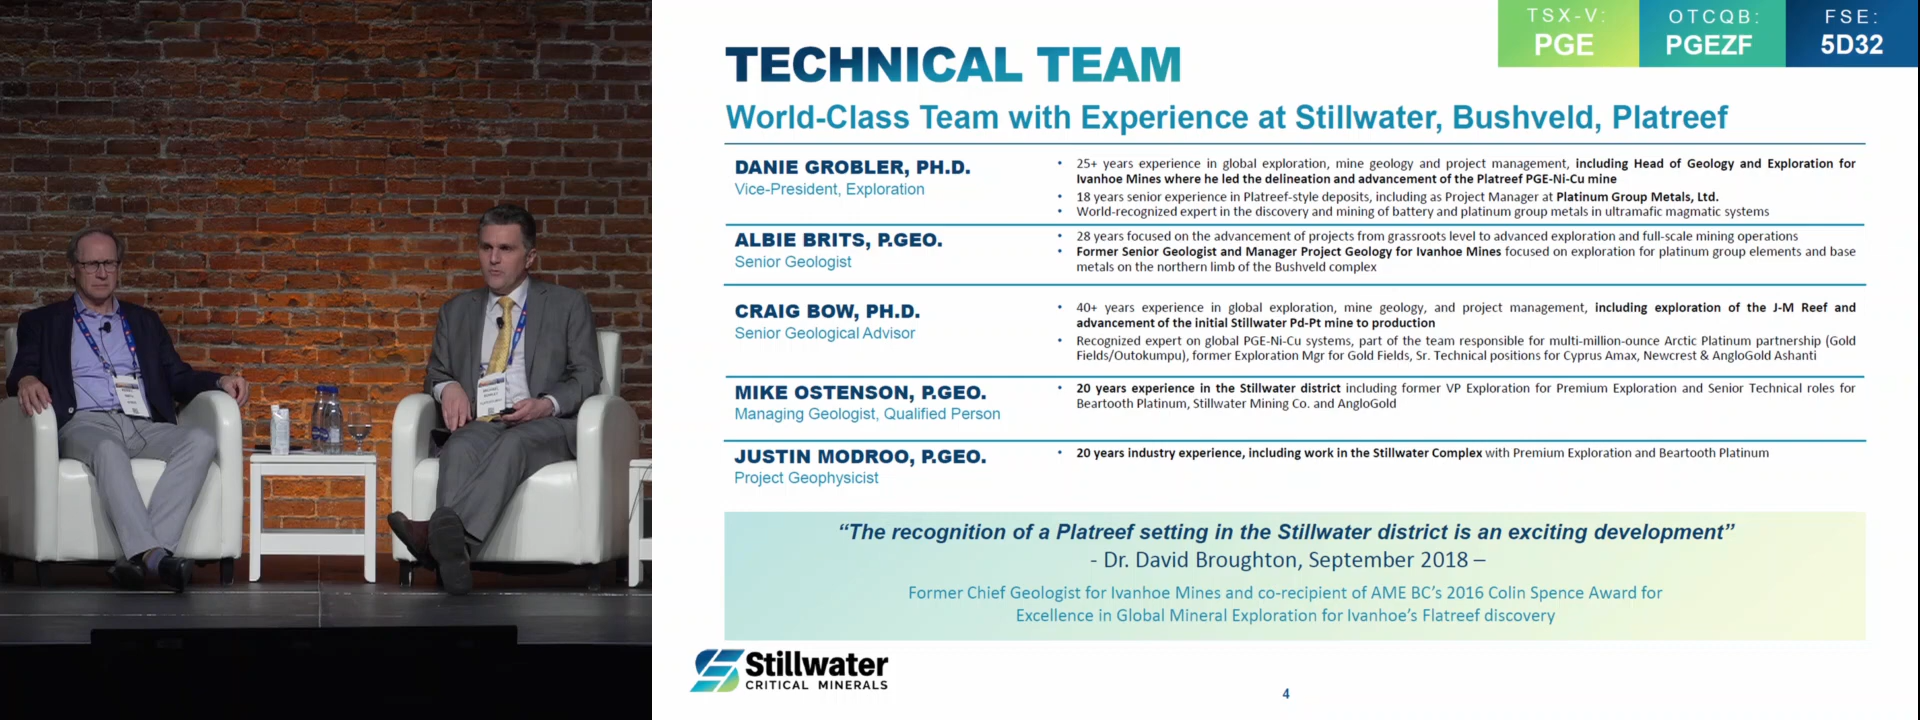 TSX-V:
PGE
OTCQB:
PGEZF
FSE:
5D32
TECHNICAL TEAM
World-Class Team with Experience at Stillwater, Bushveld, Platreef
DANIE GROBLER, PH.D.
Vice-President, Exploration
• 25+ years experience in global exploration, mine geology and project management, including Head of Geology and Exploration for
Ivanhoe Mines where he led the delineation and advancement of the Platreef PGE-Ni-Cu mine
• 18 years senior experience in Platreef-style deposits, including as Project Manager at Platinum Group Metals, Ltd.
• World-recognized expert in the discovery and mining of battery and platinum group metals in ultramafic magmatic systems
ALBIE BRITS, P.GEO.
Senior Geologist
• 28 years focused on the advancement of projects from grassroots level to advanced exploration and full-scale mining operations
• Former Senior Geologist and Manager Project Geology for Ivanhoe Mines focused on exploration for platinum group elements and base
metals on the northern limb of the Bushveld complex
CRAIG BOW, PH.D.
Senior Geological Advisor
• 40+ years experience in global exploration, mine geology, and project management, including exploration of the J-M Reef and
advancement of the initial Stillwater Pd-Pt mine to production
• Recognized expert on global PGE-Ni-Cu systems, part of the team responsible for multi-million-ounce Arctic Platinum partnership (Gold
Fields/Outokumpu), former Exploration Mgr for Gold Fields, Sr. Technical positions for Cyprus Amax, Newcrest & AngloGold Ashanti
MIKE OSTENSON, P.GEO.
Managing Geologist, Qualified Person
• 20 years experience in the Stillwater district including former VP Exploration for Premium Exploration and Senior Technical roles for
Beartooth Platinum, Stillwater Mining Co. and AngloGold
JUSTIN MODROO, P.GEO.
Project Geophysicist
• 20 years industry experience, including work in the Stillwater Complex with Premium Exploration and Beartooth Platinum
“The recognition of a Platreef setting in the Stillwater district is an exciting development”
- Dr. David Broughton, September 2018 –
Former Chief Geologist for Ivanhoe Mines and co-recipient of AME BC’s 2016 Colin Spence Award for
Excellence in Global Mineral Exploration for Ivanhoe’s Flatreef discovery
Stillwater
CRITICAL MINERALS
4